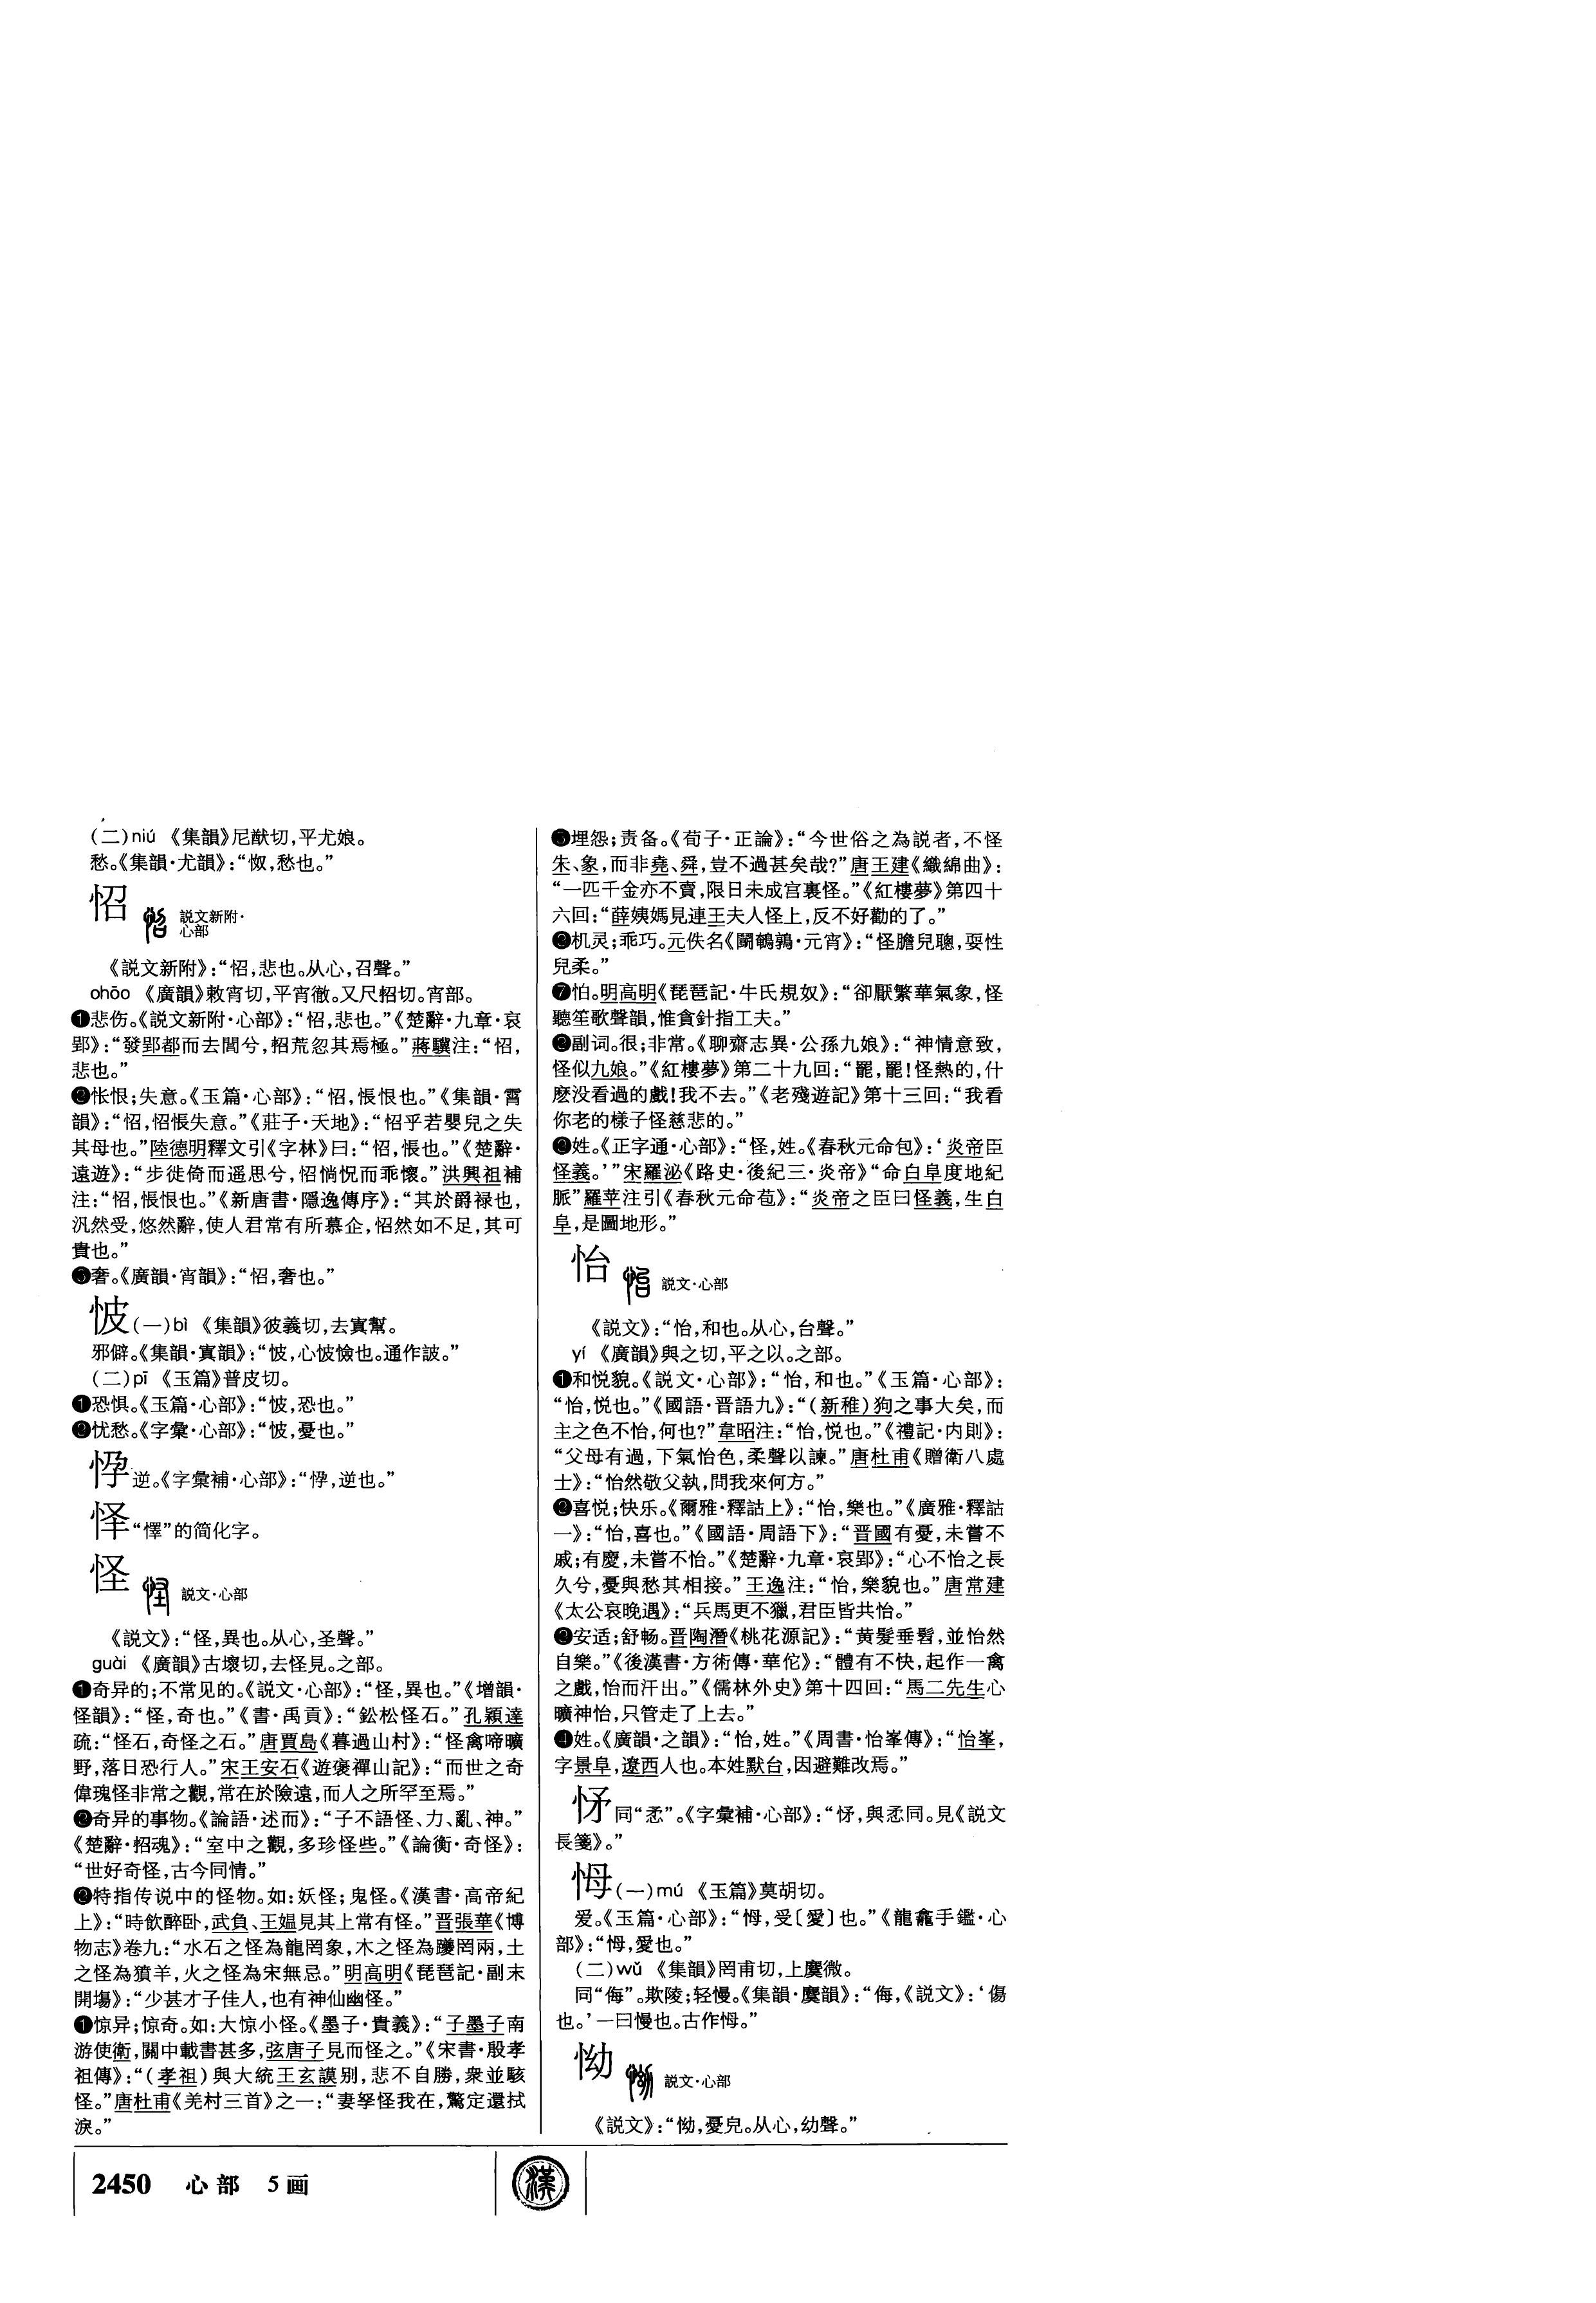 (二)niú 《集韻》尼猷切,平尤娘。
愁。《集韻·尤韻》:“怓,愁也。”
怊
説文新附·
心部
《説文新附》:“怊,悲也。从心,召聲。”
chāo 《廣韻》敕宵切,平宵徹。又尺招切。宵部。
❶悲伤。《説文新附·心部》:“怊,悲也。”《楚辭·九章·哀
郢》:“發郢都而去閭兮,怊荒忽其焉極。”蔣驥注:“怊,
悲也。”
❷怅恨;失意。《玉篇·心部》:“怊,悵恨也。”《集韻·霄
韻》:“怊,怊悵失意。”《莊子·天地》:“怊乎若嬰兒之失
其母也。”陸德明釋文引《字林》曰:“怊,悵也。”《楚辭·
遠遊》:“步徙倚而遥思兮,怊惝怳而乖懷。”洪興祖補
注:“怊,悵恨也。”《新唐書·隱逸傳序》:“其於爵禄也,
汎然受,悠然辭,使人君常有所慕企,怊然如不足,其可
貴也。”
❸奢。《廣韻·宵韻》:“怊,奢也。”
怶(一)bì 《集韻》彼義切,去寘幫。
邪僻。《集韻·寘韻》:“怶,心怶憸也。通作詖。”
(二)pī 《玉篇》普皮切。
❶恐惧。《玉篇·心部》:“怶,恐也。”
❷忧愁。《字彙·心部》:“怶,憂也。”
㤞逆。《字彙補·心部》:“㤞,逆也。”
怿“懌”的简化字。
怪
説文·心部
《説文》:“怪,異也。从心,圣聲。”
guài 《廣韻》古壞切,去怪見。之部。
❶奇异的;不常见的。《説文·心部》:“怪,異也。”《增韻·
怪韻》:“怪,奇也。”《書·禹貢》:“鈆松怪石。”孔穎達
疏:“怪石,奇怪之石。”唐賈島《暮過山村》:“怪禽啼曠
野,落日恐行人。”宋王安石《遊褒禪山記》:“而世之奇
偉瑰怪非常之觀,常在於險遠,而人之所罕至焉。”
❷奇异的事物。《論語·述而》:“子不語怪、力、亂、神。”
《楚辭·招魂》:“室中之觀,多珍怪些。”《論衡·奇怪》:
“世好奇怪,古今同情。”
❸特指传说中的怪物。如:妖怪;鬼怪。《漢書·高帝紀
上》:“時飲醉卧,武負、王媪見其上常有怪。”晋張華《博
物志》卷九:“水石之怪為龍罔象,木之怪為躨罔兩,土
之怪為獖羊,火之怪為宋無忌。”明高明《琵琶記·副末
開場》:“少甚才子佳人,也有神仙幽怪。”
❹惊异;惊奇。如:大惊小怪。《墨子·貴義》:“子墨子南
游使衛,關中載書甚多,弦唐子見而怪之。”《宋書·殷孝
祖傳》:“(孝祖)與大統王玄謨别,悲不自勝,衆並駭
怪。”唐杜甫《羌村三首》之一:“妻孥怪我在,驚定還拭
淚。”
❺埋怨;责备。《荀子·正論》:“今世俗之為説者,不怪
朱、象,而非堯、舜,豈不過甚矣哉?”唐王建《織綿曲》:
“一匹千金亦不賣,限日未成宫裏怪。”《紅樓夢》第四十
六回:“薛姨媽見連王夫人怪上,反不好勸的了。”
❻机灵;乖巧。元佚名《鬭鵪鶉·元宵》:“怪膽兒聰,耍性
兒柔。”
❼怕。明高明《琵琶記·牛氏規奴》:“卻厭繁華氣象,怪
聽笙歌聲韻,惟貪針指工夫。”
❽副词。很;非常。《聊齋志異·公孫九娘》:“神情意致,
怪似九娘。”《紅樓夢》第二十九回:“罷,罷!怪熱的,什
麽没看過的戲!我不去。”《老殘遊記》第十三回:“我看
你老的樣子怪慈悲的。”
❾姓。《正字通·心部》:“怪,姓。《春秋元命包》:‘炎帝臣
怪義。’”宋羅泌《路史·後紀三·炎帝》“命白阜度地紀
脈”羅苹注引《春秋元命苞》:“炎帝之臣曰怪義,生白
阜,是圖地形。”
怡
説文·心部
《説文》:“怡,和也。从心,台聲。”
yí 《廣韻》與之切,平之以。之部。
❶和悦貌。《説文·心部》:“怡,和也。”《玉篇·心部》:
“怡,悦也。”《國語·晋語九》:“(新稚)狗之事大矣,而
主之色不怡,何也?”韋昭注:“怡,悦也。”《禮記·内則》:
“父母有過,下氣怡色,柔聲以諫。”唐杜甫《贈衛八處
士》:“怡然敬父執,問我來何方。”
❷喜悦;快乐。《爾雅·釋詁上》:“怡,樂也。”《廣雅·釋詁
一》:“怡,喜也。”《國語·周語下》:“晋國有憂,未嘗不
戚;有慶,未嘗不怡。”《楚辭·九章·哀郢》:“心不怡之長
久兮,憂與愁其相接。”王逸注:“怡,樂貌也。”唐常建
《太公哀晚遇》:“兵馬更不獵,君臣皆共怡。”
❸安适;舒畅。晋陶潛《桃花源記》:“黄髮垂髫,並怡然
自樂。”《後漢書·方術傳·華佗》:“體有不快,起作一禽
之戲,怡而汗出。”《儒林外史》第十四回:“馬二先生心
曠神怡,只管走了上去。”
❹姓。《廣韻·之韻》:“怡,姓。”《周書·怡峯傳》:“怡峯,
字景阜,遼西人也。本姓默台,因避難改焉。”
㤓同“悉”。《字彙補·心部》:“㤓,與悉同。見《説文
長箋》。”
㧅(一)mú 《玉篇》莫胡切。
爱。《玉篇·心部》:“㧅,受〔愛〕也。”《龍龕手鑑·心
部》:“㧅,愛也。”
(二)wǔ 《集韻》罔甫切,上麌微。
同“侮”。欺陵;轻慢。《集韻·麌韻》:“侮,《説文》:‘傷
也。’一曰慢也。古作㧅。”
怮
説文·心部
《説文》:“怮,憂皃。从心,幼聲。”
2450 心部 5画
漢